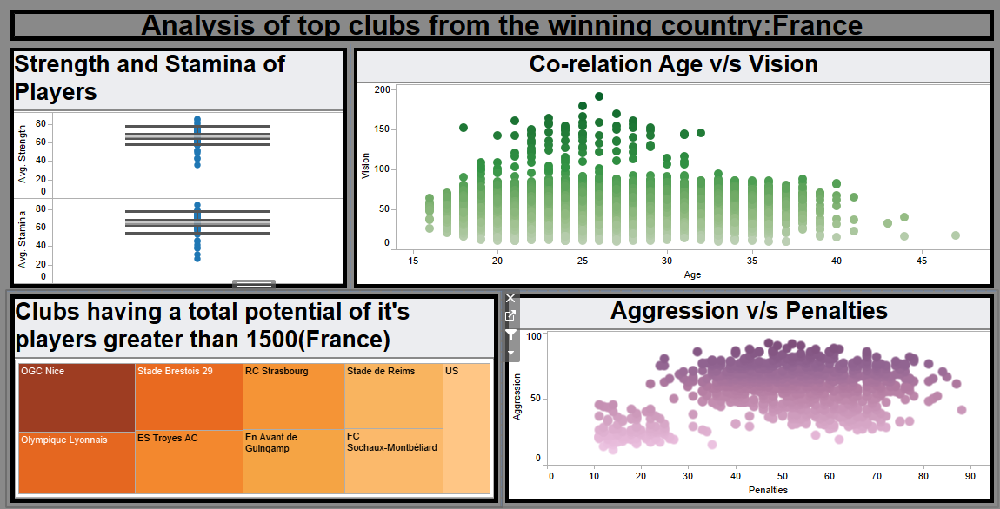 Analysis of top clubs from the winning country:France
Strength and Stamina of
Players
Avg. Strength
80
60
40
20
0
Avg. Stamina
80
60
40
20
0
Co-relation Age v/s Vision
Vision
200
150
100
50
0
15 20 25 30 35 40 45
Age
Clubs having a total potential of it's
players greater than 1500(France)
OGC Nice
Stade Brestois 29
RC Strasbourg
Stade de Reims
US
Olympique Lyonnais
ES Troyes AC
En Avant de
Guingamp
FC
Sochaux-Montbéliard
Aggression v/s Penalties
Aggression
100
50
0
0 10 20 30 40 50 60 70 80 90
Penalties